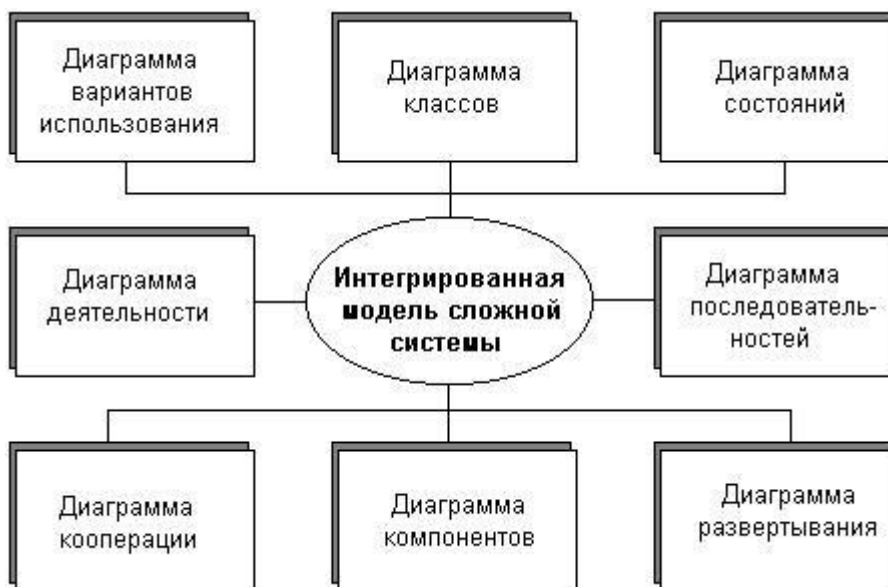 Диаграмма
вариантов
использования
Диаграмма
классов
Диаграмма
состояний
Диаграмма
деятельности
Интегрированная
модель сложной
системы
Диаграмма
последователь-
ностей
Диаграмма
кооперации
Диаграмма
компонентов
Диаграмма
развертывания